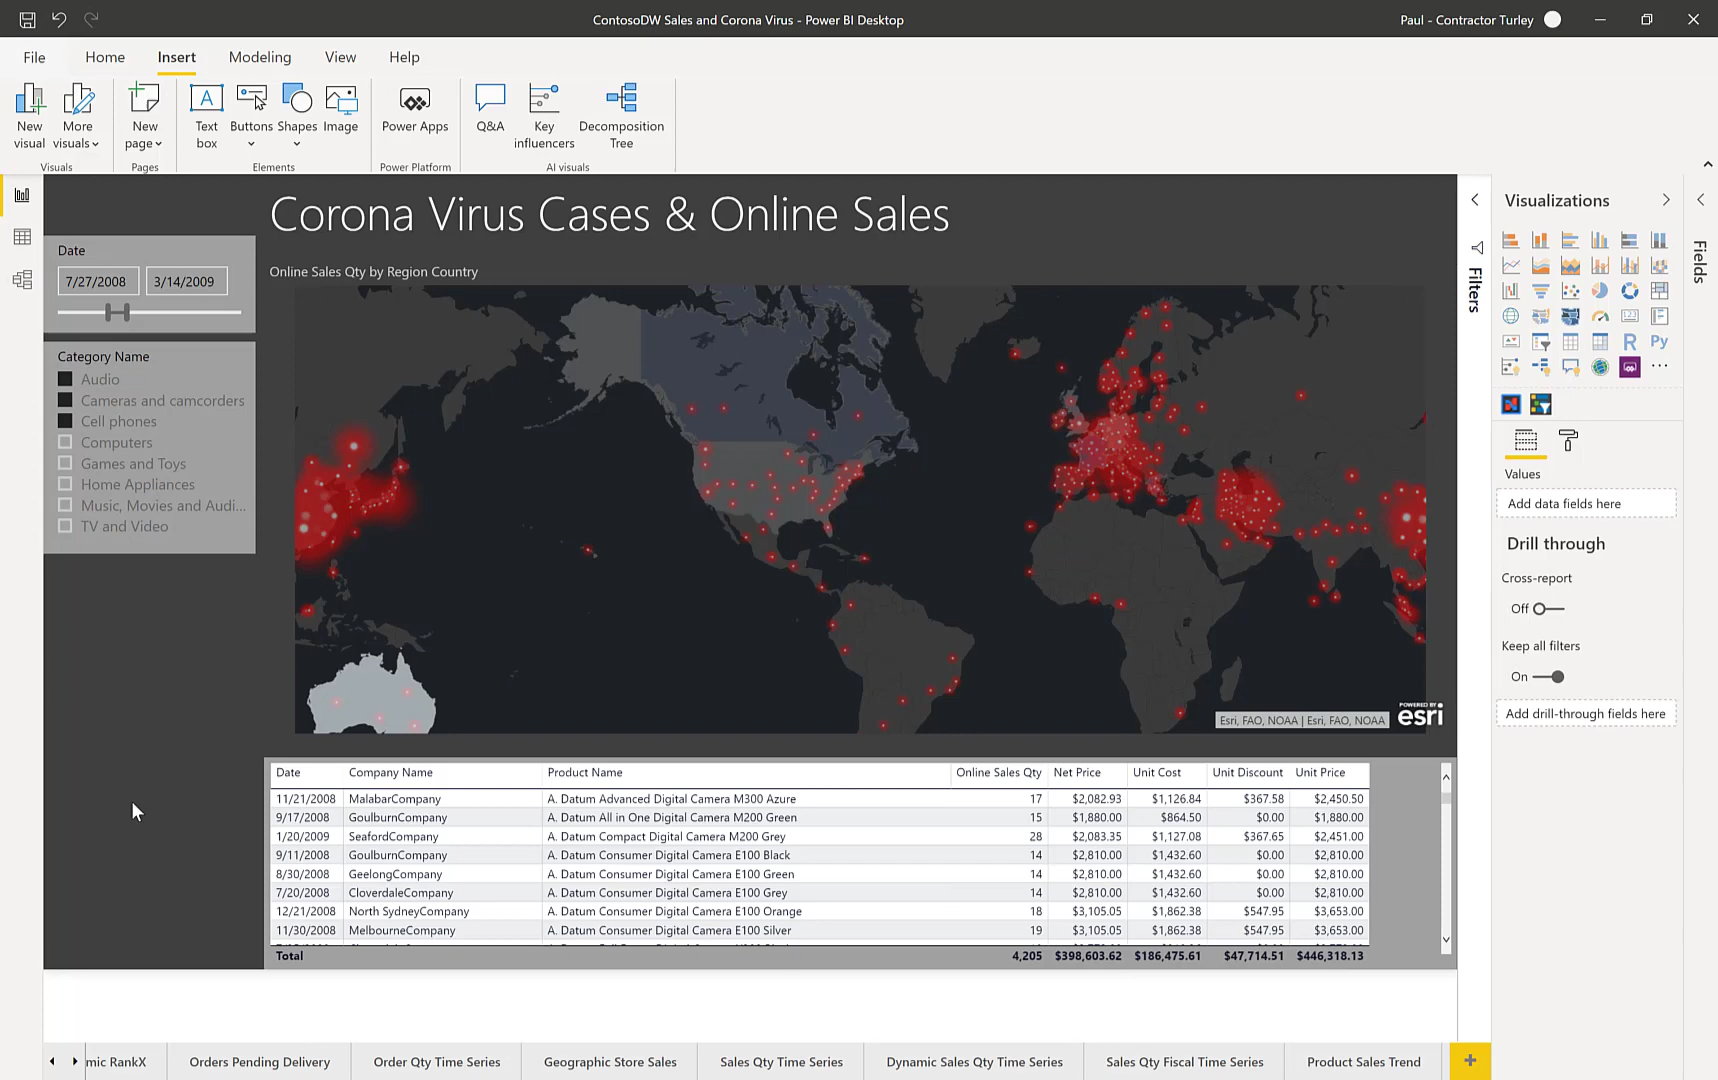 ContosoDW Sales and Corona Virus - Power BI Desktop
Paul - Contractor Turley
File Home Insert Modeling View Help
New visual
More visuals
New page
Text box
Buttons
Shapes
Image
Power Apps
Q&A
Key influencers
Decomposition Tree
Visuals Pages Elements Power Platform AI visuals
Corona Virus Cases & Online Sales
Date
7/27/2008 3/14/2009
Category Name
Audio
Cameras and camcorders
Cell phones
Computers
Games and Toys
Home Appliances
Music, Movies and Audi...
TV and Video
Online Sales Qty by Region Country
Esri, FAO, NOAA | Esri, FAO, NOAA
POWERED BY
esri
Date Company Name Product Name Online Sales Qty Net Price Unit Cost Unit Discount Unit Price
11/21/2008 MalabarCompany A. Datum Advanced Digital Camera M300 Azure 17 $2,082.93 $1,126.84 $367.58 $2,450.50
9/17/2008 GoulburnCompany A. Datum All in One Digital Camera M200 Green 15 $1,880.00 $864.50 $0.00 $1,880.00
1/20/2009 SeafordCompany A. Datum Compact Digital Camera M200 Grey 28 $2,083.35 $1,127.08 $367.65 $2,451.00
9/11/2008 GoulburnCompany A. Datum Consumer Digital Camera E100 Black 14 $2,810.00 $1,432.60 $0.00 $2,810.00
8/30/2008 GeelongCompany A. Datum Consumer Digital Camera E100 Green 14 $2,810.00 $1,432.60 $0.00 $2,810.00
7/20/2008 CloverdaleCompany A. Datum Consumer Digital Camera E100 Grey 14 $2,810.00 $1,432.60 $0.00 $2,810.00
12/21/2008 North SydneyCompany A. Datum Consumer Digital Camera E100 Orange 18 $3,105.05 $1,862.38 $547.95 $3,653.00
11/30/2008 MelbourneCompany A. Datum Consumer Digital Camera E100 Silver 19 $3,105.05 $1,862.38 $547.95 $3,653.00
Total 4,205 $398,603.62 $186,475.61 $47,714.51 $446,318.13
Filters
Visualizations
R Py
123
Values
Add data fields here
Drill through
Cross-report
Off
Keep all filters
On
Add drill-through fields here
Fields
mic RankX Orders Pending Delivery Order Qty Time Series Geographic Store Sales Sales Qty Time Series Dynamic Sales Qty Time Series Sales Qty Fiscal Time Series Product Sales Trend